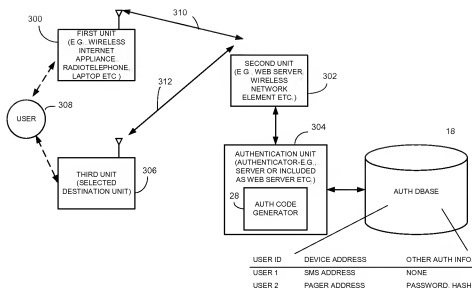 310
300
FIRST UNIT
(E G., WIRELESS
INTERNET
APPLIANCE
RADIOTELEPHONE,
LAPTOP ETC )
SECOND UNIT
(E G , WEB SERVER,
WIRELESS
NETWORK
ELEMENT ETC.)
302
308
USER
312
304
18
THIRD UNIT
(SELECTED
DESTINATION UNIT)
306
AUTHENTICATION UNIT
(AUTHENTICATOR-E.G.,
SERVER OR INCLUDED
AS WEB SERVER ETC.)
28
AUTH CODE
GENERATOR
AUTH DBASE
USER ID DEVICE ADDRESS OTHER AUTH INFO.
USER 1 SMS ADDRESS NONE
USER 2 PAGER ADDRESS PASSWORD, HASH